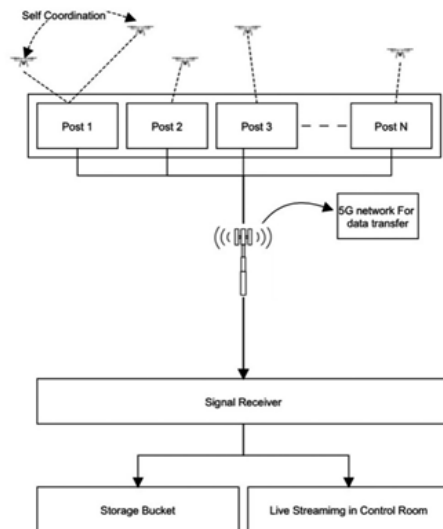 Self Coordination
Post 1
Post 2
Post 3
Post N
5G network For
data transfer
Signal Receiver
Storage Bucket
Live Streamimg in Control Room